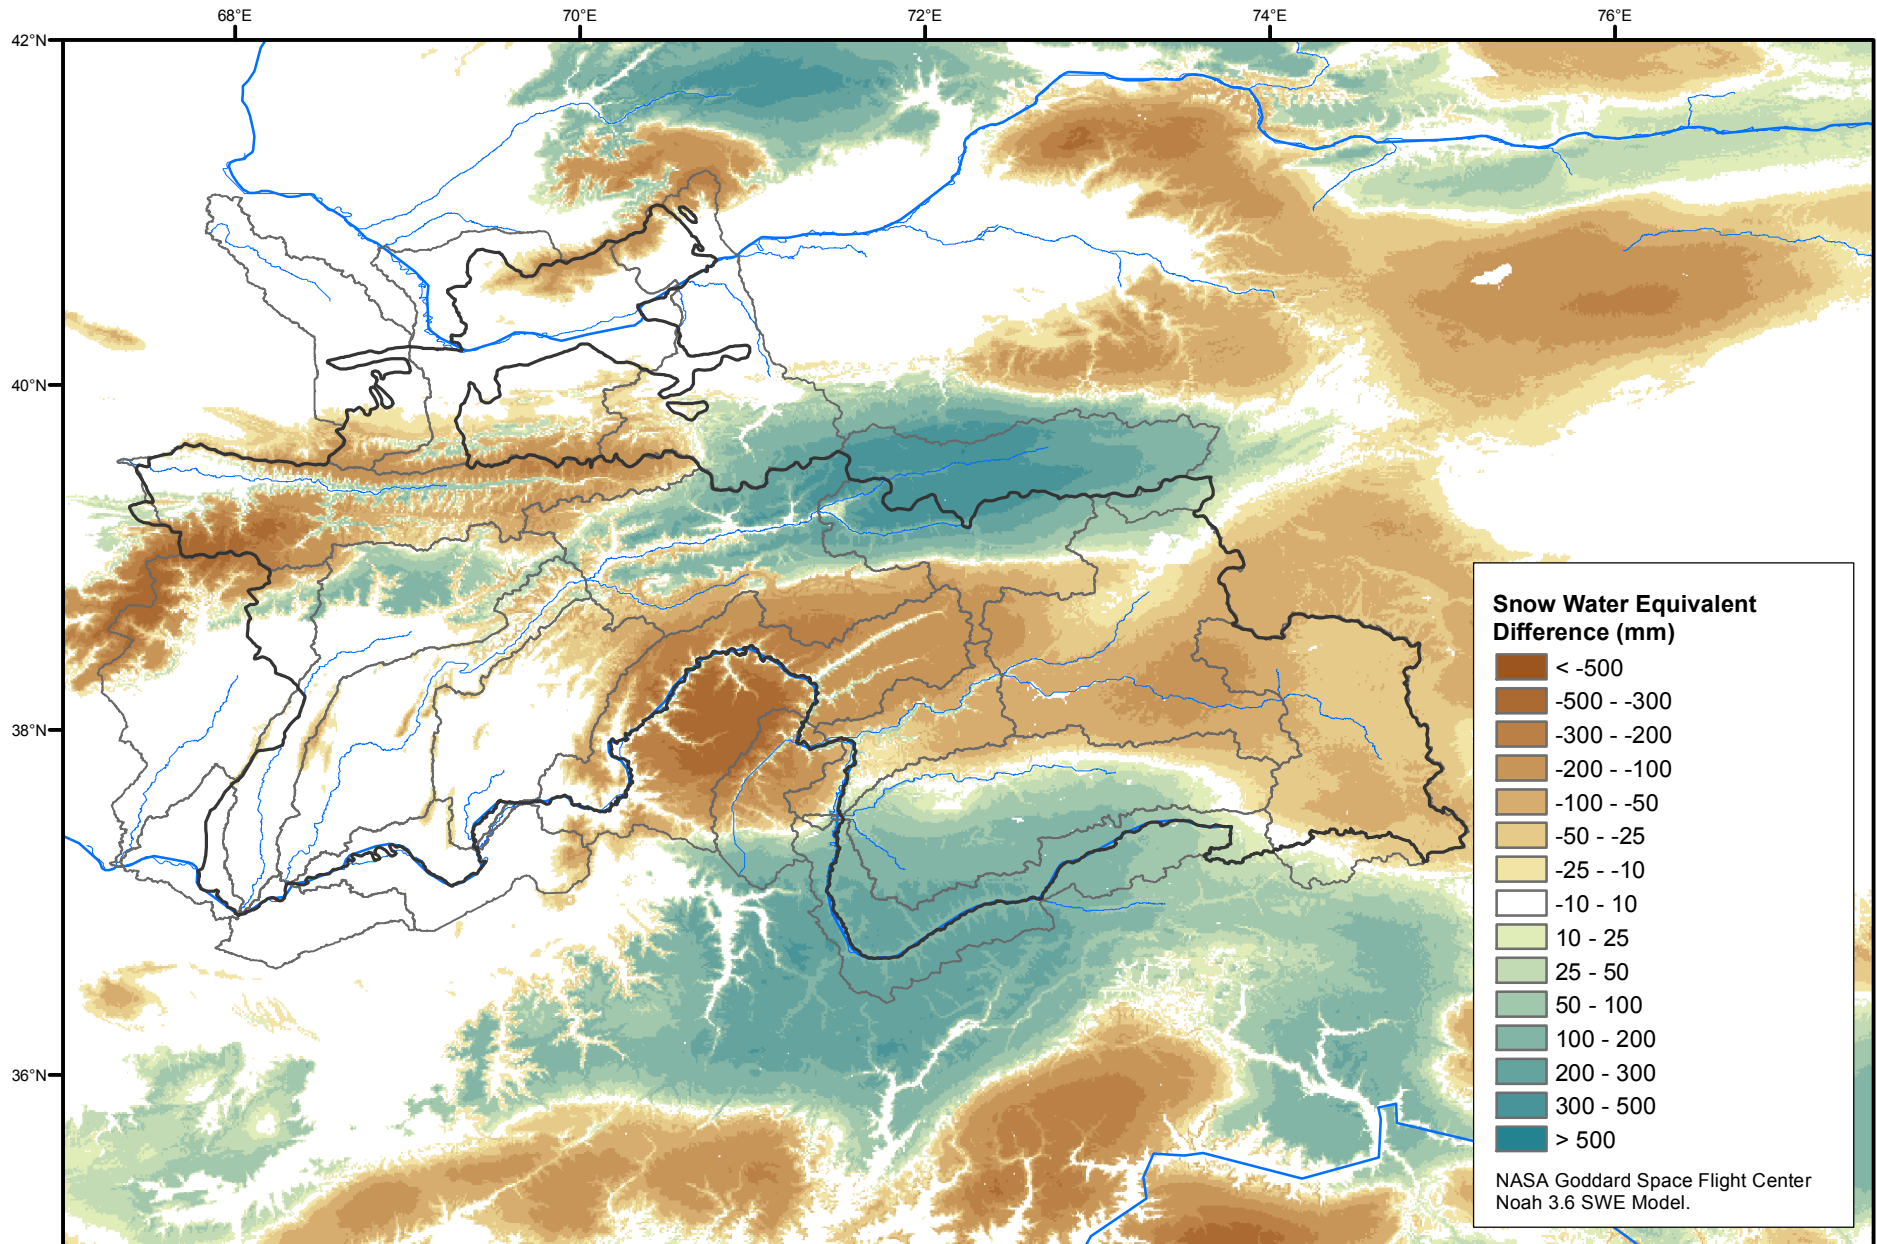 68°E
70°E
72°E
74°E
76°E
42°N
40°N
38°N
36°N
Snow Water Equivalent
Difference (mm)
< -500
-500 - -300
-300 - -200
-200 - -100
-100 - -50
-50 - -25
-25 - -10
-10 - 10
10 - 25
25 - 50
50 - 100
100 - 200
200 - 300
300 - 500
> 500
NASA Goddard Space Flight Center
Noah 3.6 SWE Model.